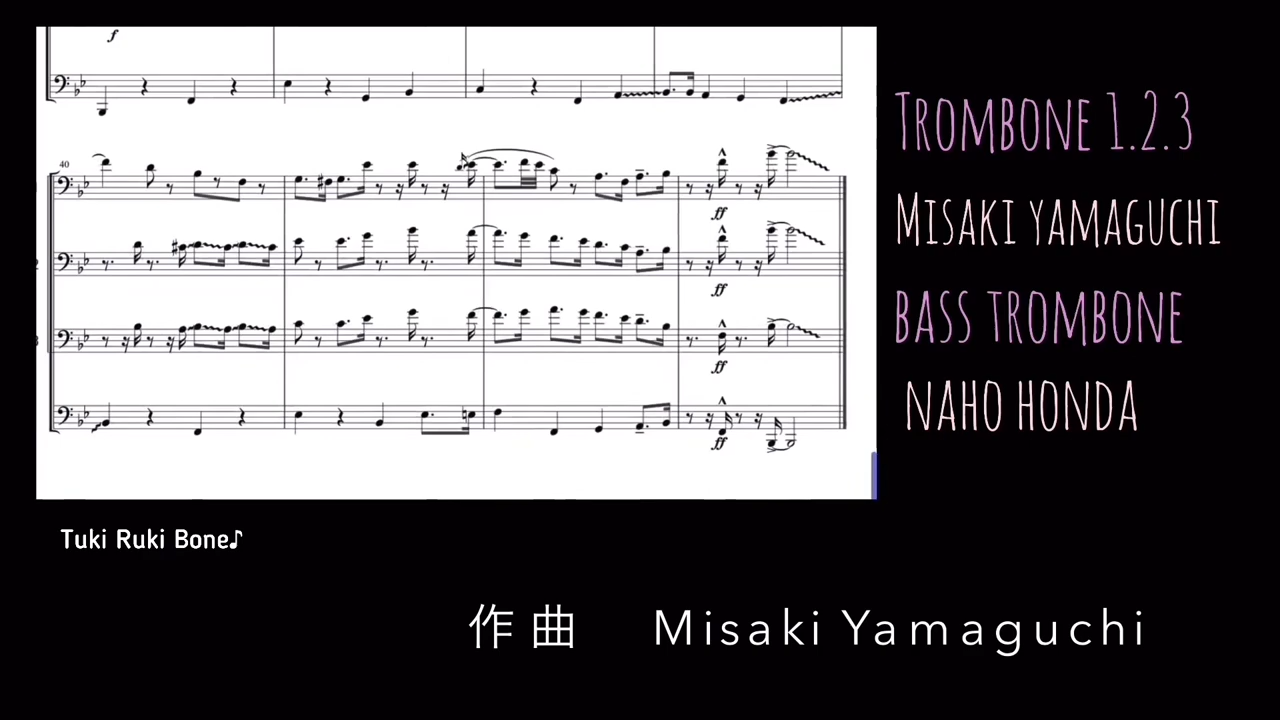 f
TROMBONE 1.2.3
40
MISAKI YAMAGUCHI
ff
ff
BASS TROMBONE
ff
NAHO HONDA
ff
Tuki Ruki Bone♪
作曲 Misaki Yamaguchi